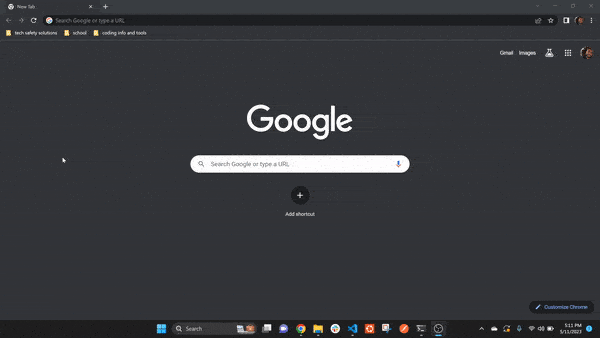 New Tab
Search Google or type a URL
tech safety solutions
school
coding info and tools
Gmail
Images
Google
Search Google or type a URL
Add shortcut
Customize Chrome
Search
5:11 PM
5/11/2023